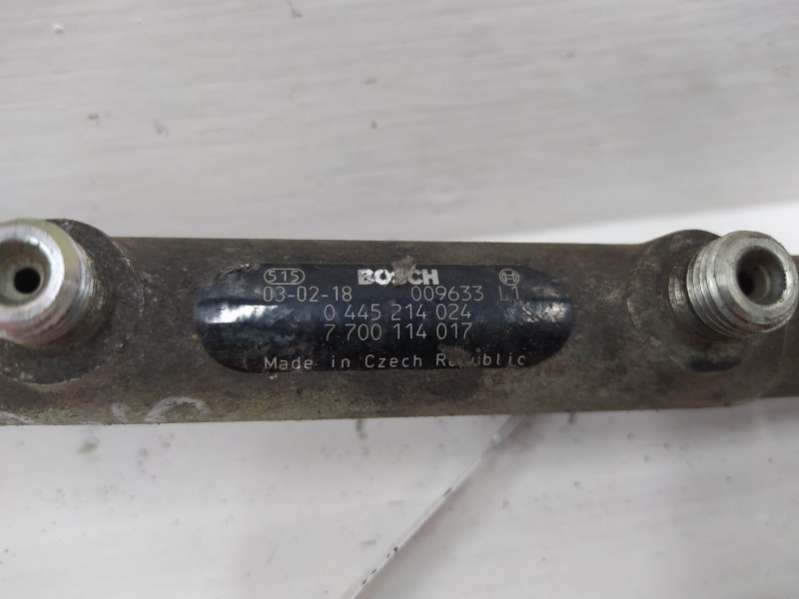 515 BOSCH
03-02-18 009633 L1
0 445 214 024
7 700 114 017
Made in Czech Republic